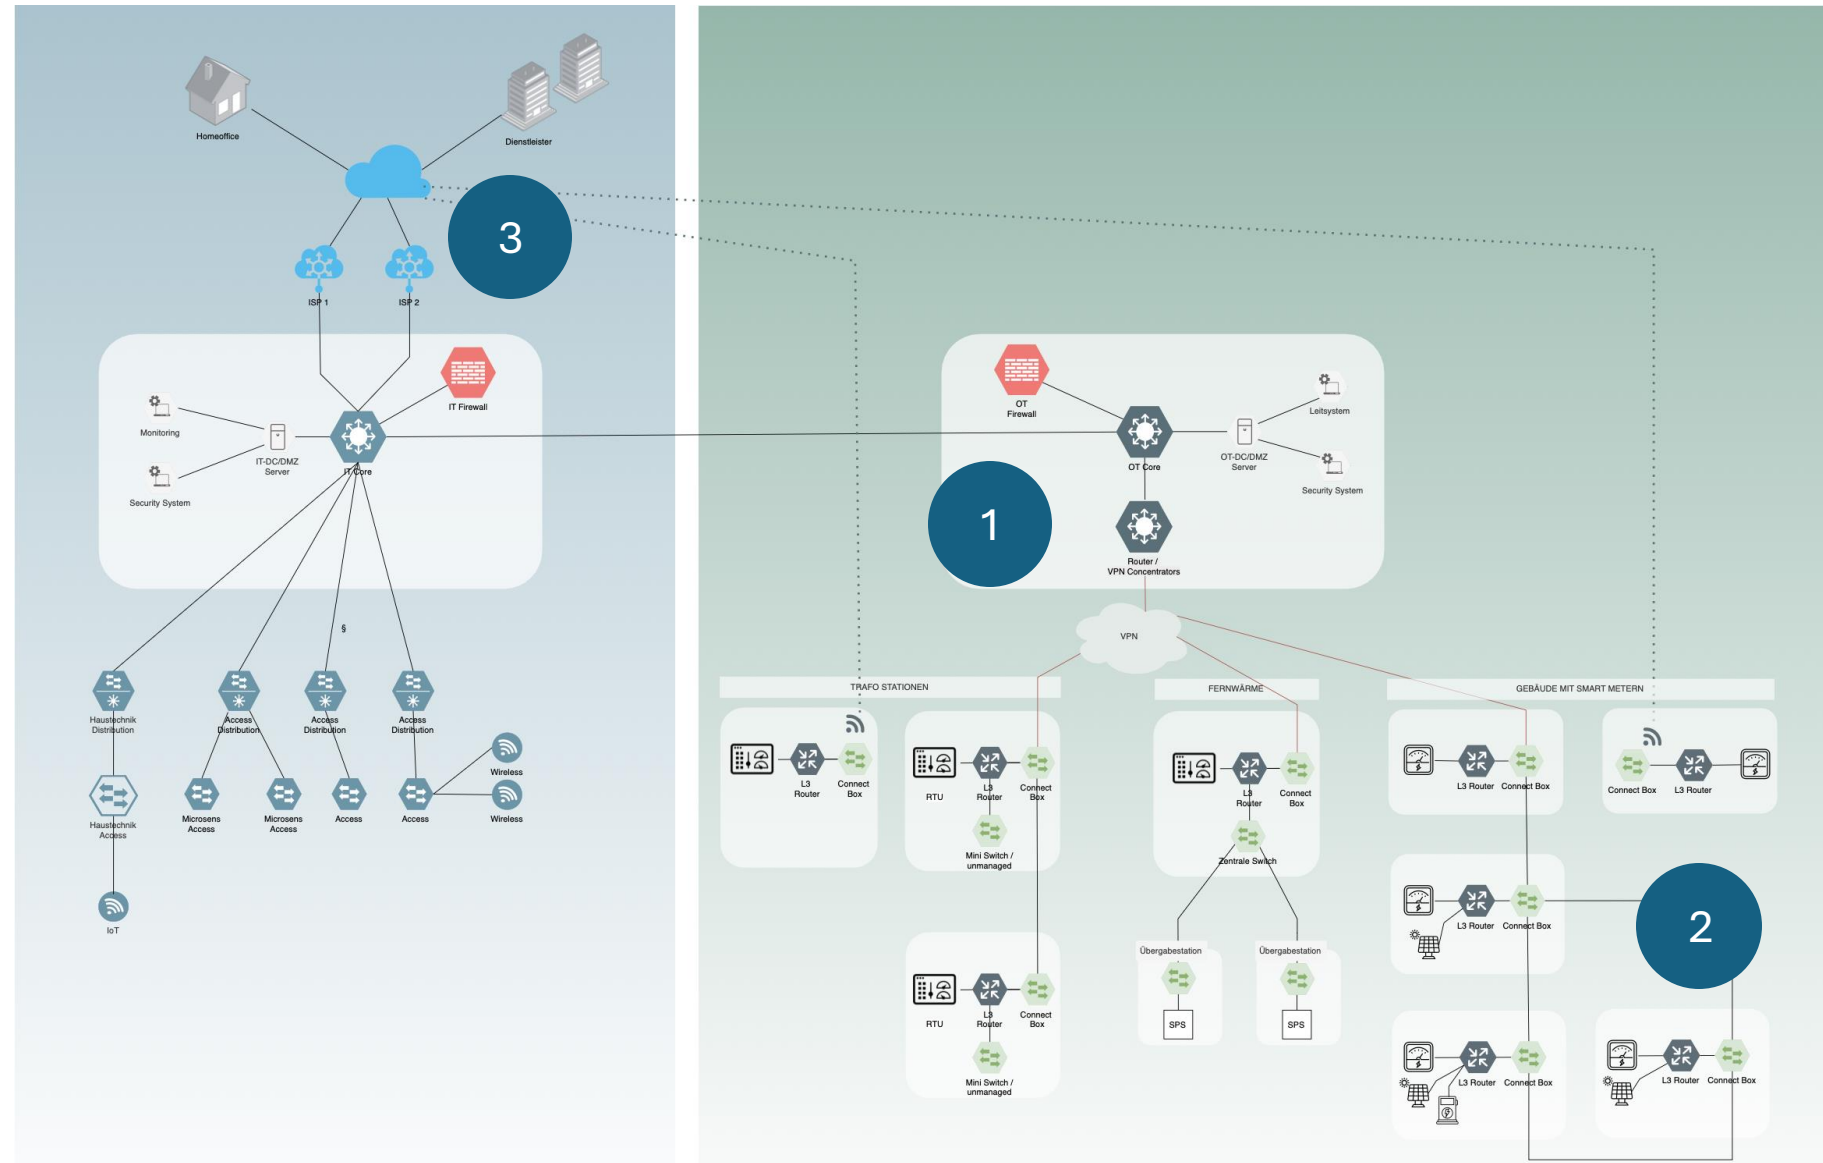 Homeoffice
Dienstleister
3
ISP 1
ISP 2
IT Firewall
Monitoring
IT-DC/DMZ
Server
IT Core
Security System
OT
Firewall
Leitsystem
OT Core
OT-DC/DMZ
Server
Security System
1
Router /
VPN Concentrators
§
VPN
Haustechnik
Distribution
Access
Distribution
Access
Distribution
Access
Distribution
Wireless
Haustechnik
Access
Microsens
Access
Microsens
Access
Access
Access
Wireless
IoT
TRAFO STATIONEN
FERNWÄRME
GEBÄUDE MIT SMART METERN
L3
Router
Connect
Box
RTU
L3
Router
Connect
Box
Mini Switch /
unmanaged
RTU
L3
Router
Connect
Box
Mini Switch /
unmanaged
L3
Router
Connect
Box
Zentrale Switch
Übergabestation
Übergabestation
SPS
SPS
L3 Router
Connect Box
Connect Box
L3 Router
L3 Router
Connect Box
2
L3 Router
Connect Box
L3 Router
Connect Box